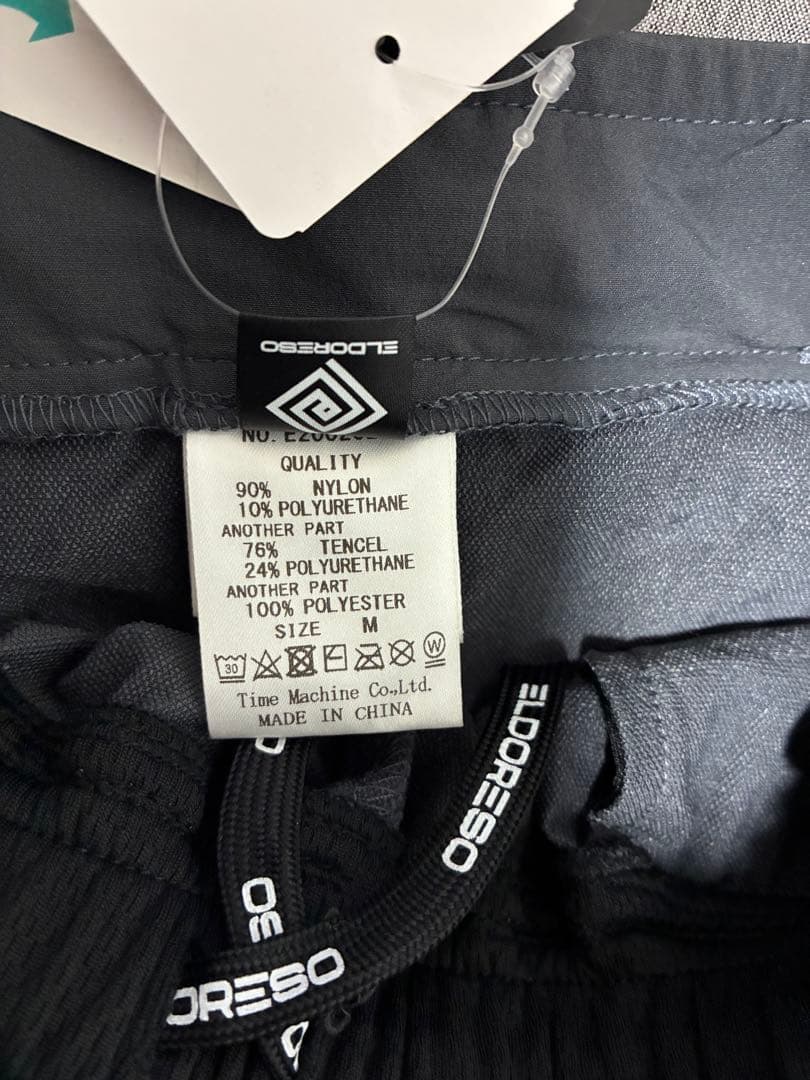 ELDORESO
QUALITY
90% NYLON
10% POLYURETHANE
ANOTHER PART
76% TENCEL
24% POLYURETHANE
ANOTHER PART
100% POLYESTER
SIZE M
30
W
Time Machine Co.,Ltd.
MADE IN CHINA
ELDORESO
ORESO